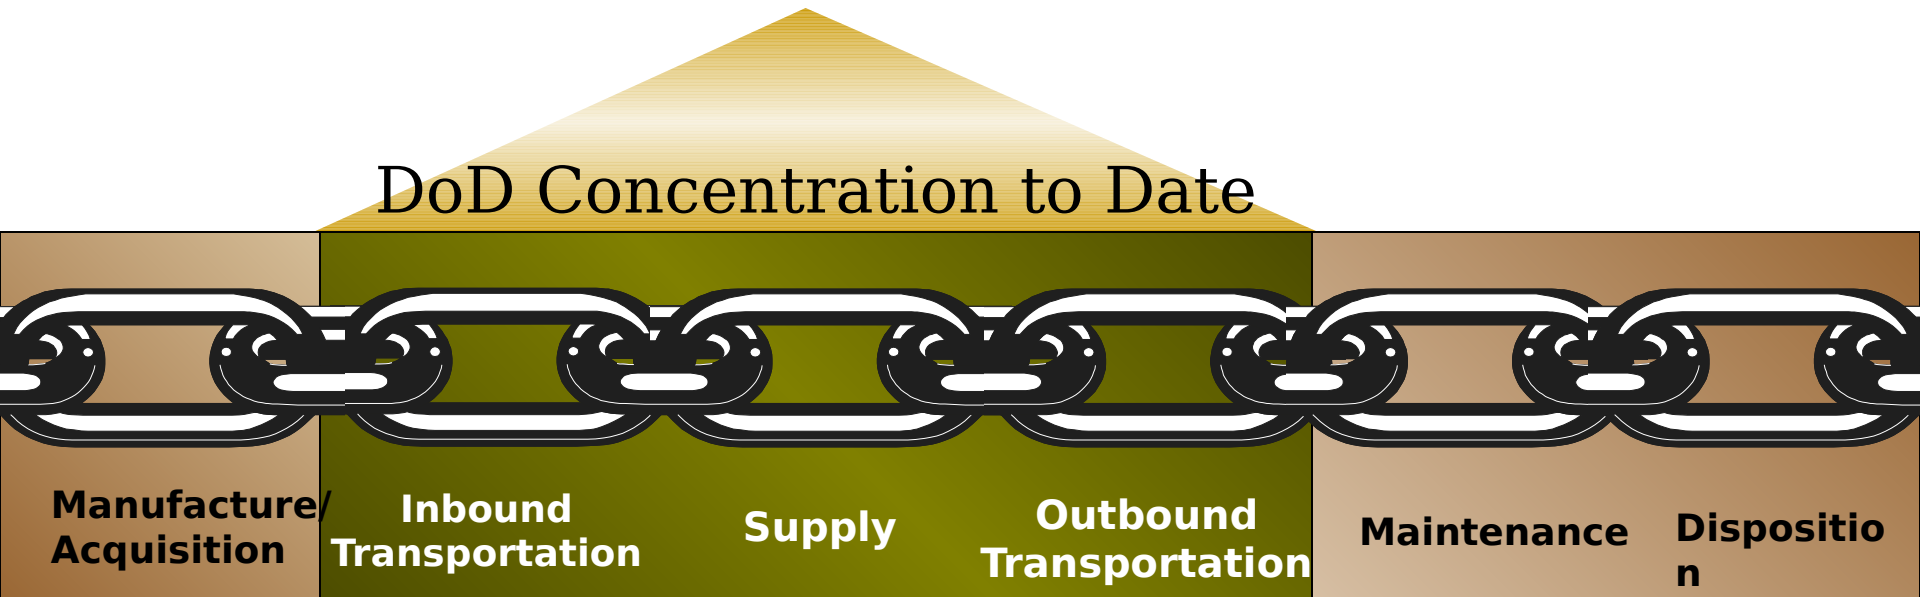 DoD Concentration to Date
Manufacture/
Acquisition
Inbound
Transportation
Supply
Outbound
Transportation
Maintenance
Dispositio
n